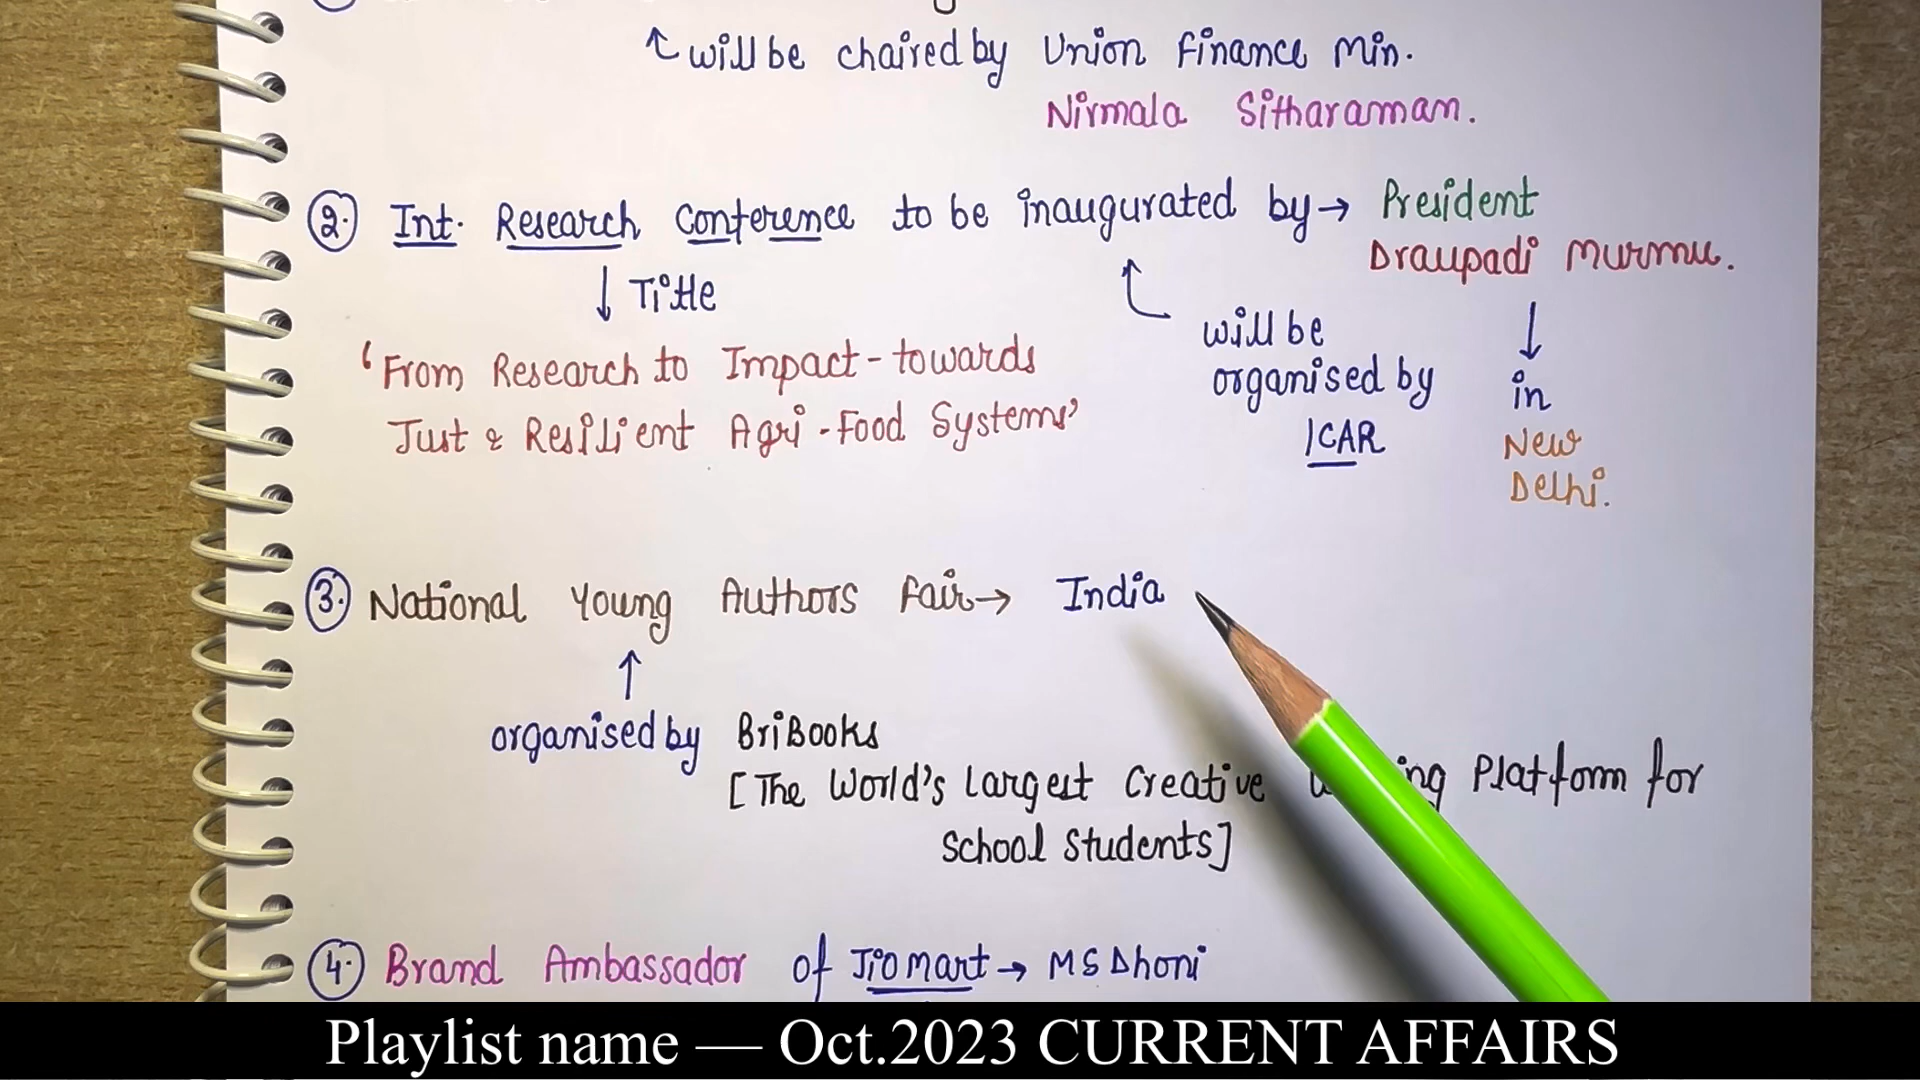 ↑ will be chaired by Union Finance Min.
Nirmala Sitharaman.
2. Int. Research Conference to be inaugurated by → President
Draupadi Murmu.
↓ Title
'From Research to Impact - towards
Just & Resilient Agri - Food Systems'
will be
organised by
ICAR
↓
in
New
Delhi.
3. National Young Authors Fair → India
↑
organised by BriBooks
[The World's Largest Creative ing Platform for
School Students]
4. Brand Ambassador of Jiomart → MS Dhoni
Playlist name — Oct.2023 CURRENT AFFAIRS